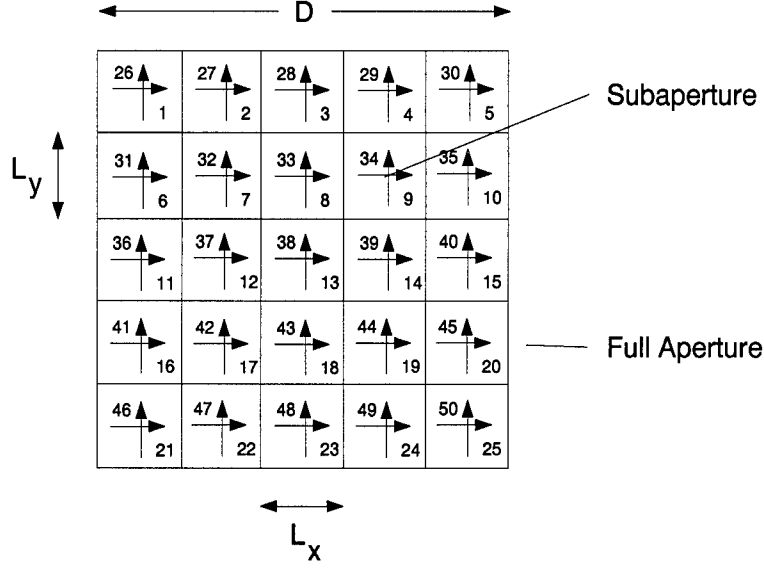 D
26 27 28 29 30
1 2 3 4 5
Subaperture
L_y
31 32 33 34 35
6 7 8 9 10
36 37 38 39 40
11 12 13 14 15
41 42 43 44 45
16 17 18 19 20
Full Aperture
46 47 48 49 50
21 22 23 24 25
L_x